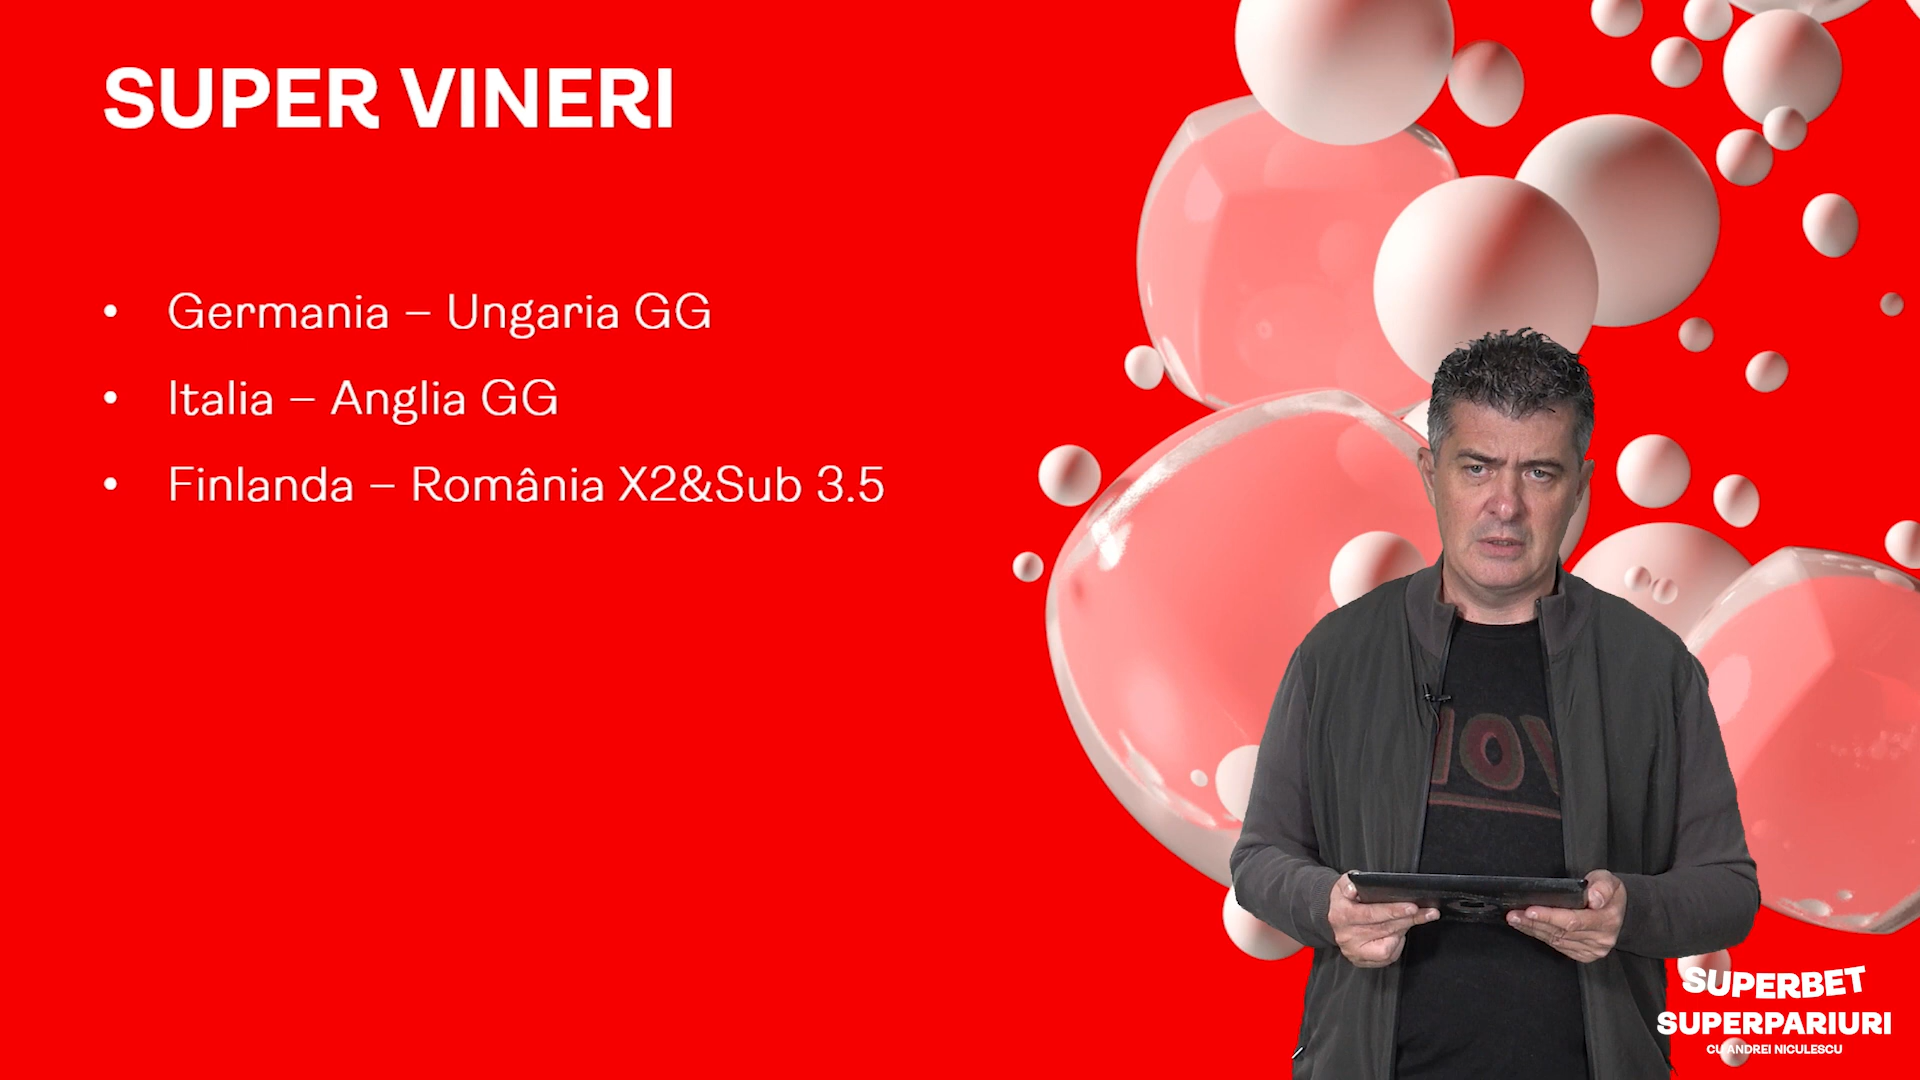 SUPER VINERI
• Germania – Ungaria GG
• Italia – Anglia GG
• Finlanda – România X2&Sub 3.5
SUPERBET
SUPERPARIURI
CU ANDREI NICULESCU